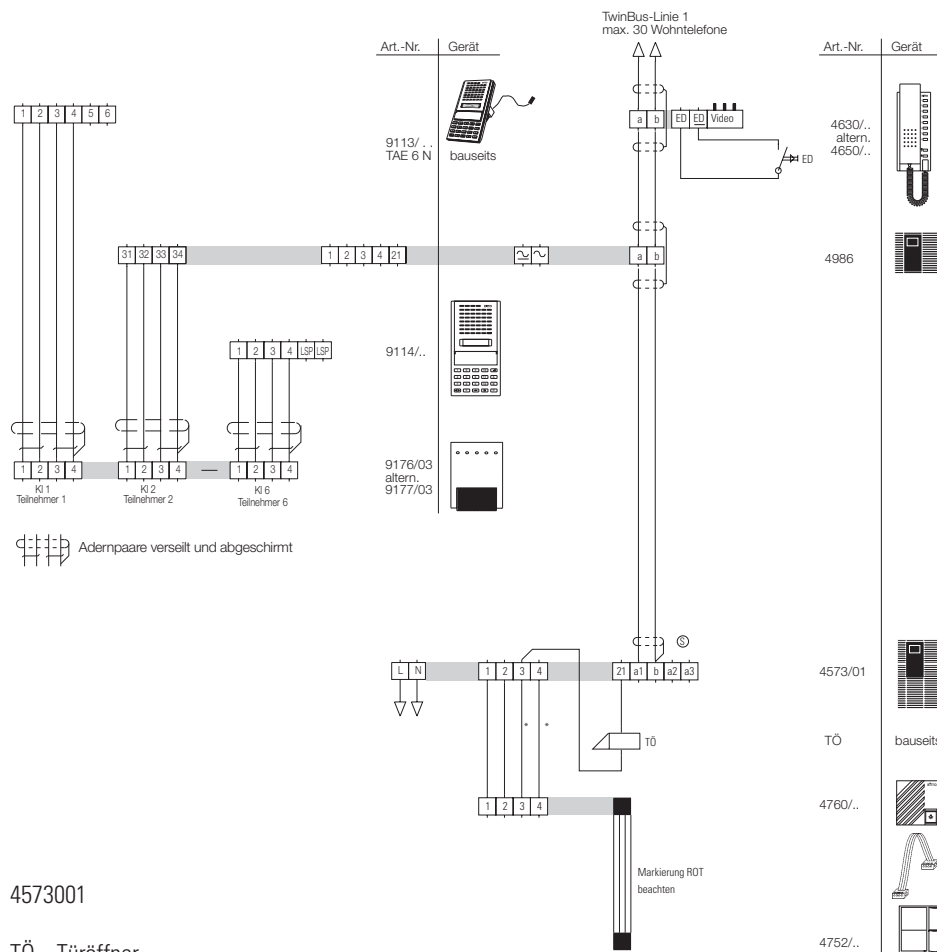 TwinBus-Linie 1
max. 30 Wohntelefone
Art.-Nr. Gerät
Art.-Nr. Gerät
1 2 3 4 5 6
9113/ . .
TAE 6 N bauseits
a b ED ED Video
ED
4630/..
altern.
4650/..
31 32 33 34
1 2 3 4 21
a b
4986
1 2 3 4 LSP LSP
9114/..
1 2 3 4
1 2 3 4
1 2 3 4
Kl 1
Teilnehmer 1
Kl 2
Teilnehmer 2
Kl 6
Teilnehmer 6
9176/03
altern.
9177/03
Adernpaare verseilt und abgeschirmt
S
L N
1 2 3 4
21 a1 b a2 a3
4573/01
* *
TÖ
TÖ bauseits
1 2 3 4
4760/..
Markierung ROT
beachten
4573001
4752/..
TÖ Türöffner